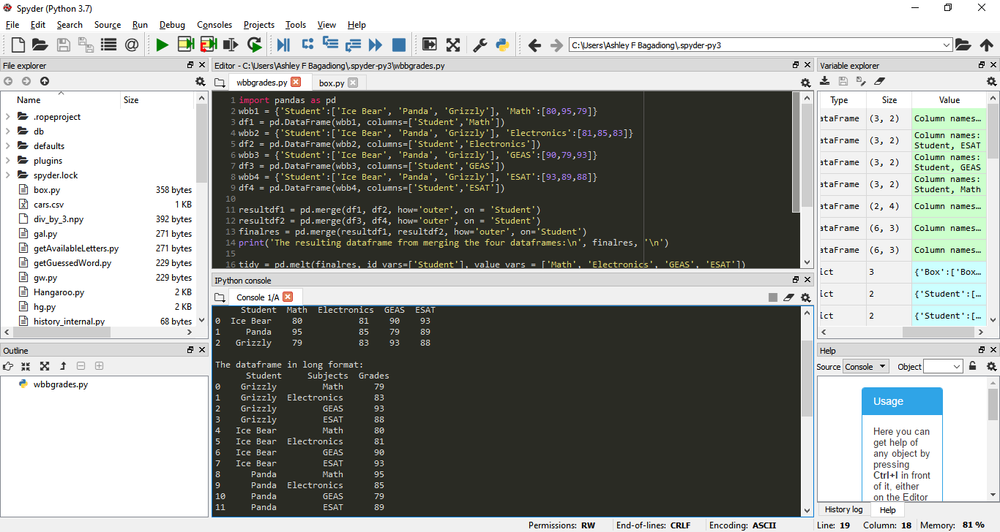 Spyder (Python 3.7)
File Edit Search Source Run Debug Consoles Projects Tools View Help
C:\Users\Ashley F Bagadiong\.spyder-py3
File explorer
Name Size
.ropeproject
db
defaults
plugins
spyder.lock
box.py 358 bytes
cars.csv 1 KB
div_by_3.npy 392 bytes
gal.py 271 bytes
getAvailableLetters.py 271 bytes
getGuessedWord.py 229 bytes
gw.py 229 bytes
Hangaroo.py 2 KB
hg.py 2 KB
history_internal.py 68 bytes
Outline
wbbgrades.py
Editor - C:\Users\Ashley F Bagadiong\.spyder-py3\wbbgrades.py
wbbgrades.py box.py
1 import pandas as pd
2 wbb1 = {'Student':['Ice Bear', 'Panda', 'Grizzly'], 'Math':[80,95,79]}
3 df1 = pd.DataFrame(wbb1, columns=['Student','Math'])
4 wbb2 = {'Student':['Ice Bear', 'Panda', 'Grizzly'], 'Electronics':[81,85,83]}
5 df2 = pd.DataFrame(wbb2, columns=['Student','Electronics'])
6 wbb3 = {'Student':['Ice Bear', 'Panda', 'Grizzly'], 'GEAS':[90,79,93]}
7 df3 = pd.DataFrame(wbb3, columns=['Student','GEAS'])
8 wbb4 = {'Student':['Ice Bear', 'Panda', 'Grizzly'], 'ESAT':[93,89,88]}
9 df4 = pd.DataFrame(wbb4, columns=['Student','ESAT'])
10
11 resultdf1 = pd.merge(df1, df2, how='outer', on = 'Student')
12 resultdf2 = pd.merge(df3, df4, how='outer', on = 'Student')
13 finalres = pd.merge(resultdf1, resultdf2, how='outer', on='Student')
14 print('The resulting dataframe from merging the four dataframes:\n', finalres, '\n')
15
16 tidy = pd.melt(finalres, id_vars=['Student'], value_vars = ['Math', 'Electronics', 'GEAS', 'ESAT'])
IPython console
Console 1/A
Student Math Electronics GEAS ESAT
0 Ice Bear 80 81 90 93
1 Panda 95 85 79 89
2 Grizzly 79 83 93 88
The dataframe in long format:
Student Subjects Grades
0 Grizzly Math 79
1 Grizzly Electronics 83
2 Grizzly GEAS 93
3 Grizzly ESAT 88
4 Ice Bear Math 80
5 Ice Bear Electronics 81
6 Ice Bear GEAS 90
7 Ice Bear ESAT 93
8 Panda Math 95
9 Panda Electronics 85
10 Panda GEAS 79
11 Panda ESAT 89
Variable explorer
Type Size Value
ataFrame (3, 2) Column names…
ataFrame (3, 2) Column names:
Student, ESAT
ataFrame (3, 2) Column names:
Student, GEAS
ataFrame (3, 2) Column names:
Student, Math
ataFrame (2, 4) Column names…
ataFrame (6, 3) Column names…
ataFrame (6, 3) Column names…
ict 3 {'Box':['Box…
ict 2 {'Student':[…
ict 2 {'Student':[…
Help
Source Console Object
Usage
Here you can
get help of
any object by
pressing
Ctrl+I in front
of it, either
on the Editor
History log Help
Permissions: RW End-of-lines: CRLF Encoding: ASCII Line: 19 Column: 18 Memory: 81 %